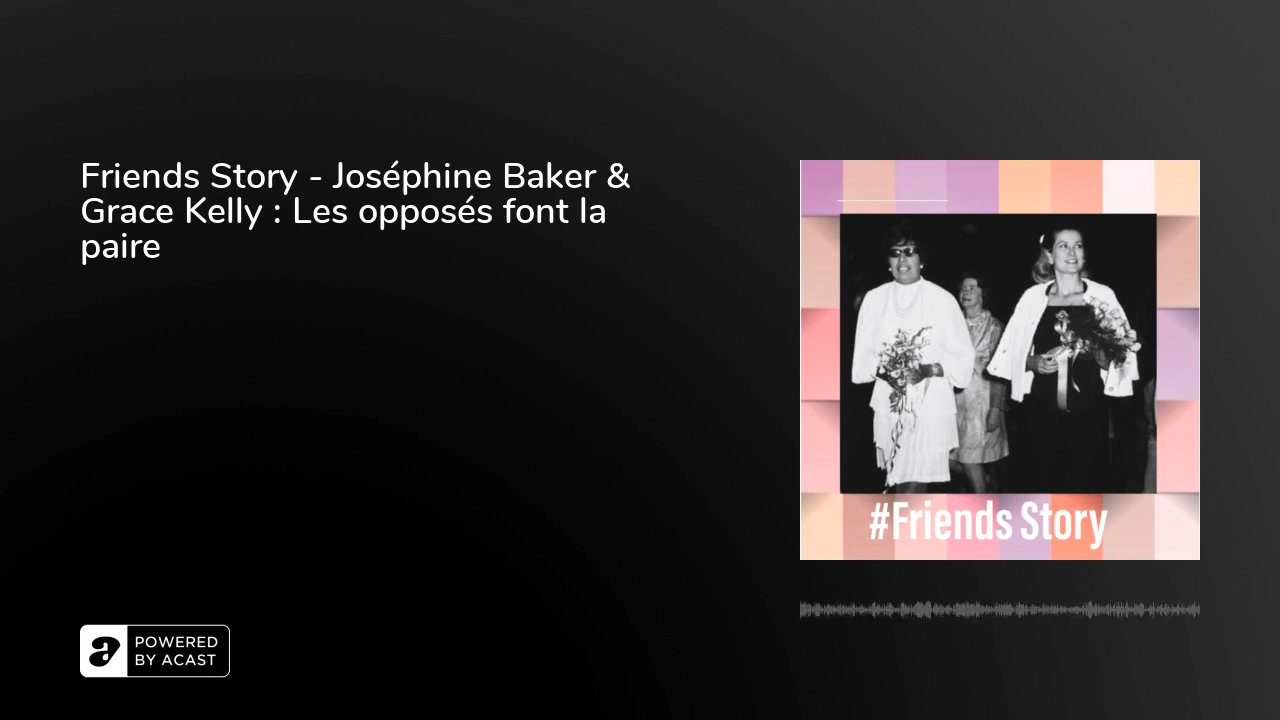 Friends Story - Joséphine Baker &
Grace Kelly : Les opposés font la
paire
#Friends Story
POWERED
BY ACAST